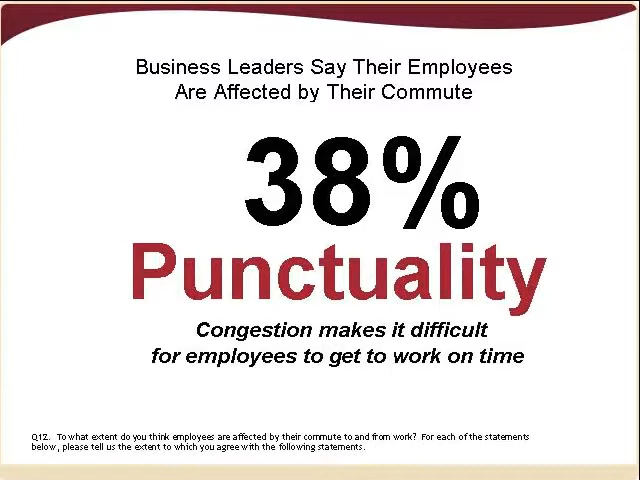 Business Leaders Say Their Employees
Are Affected by Their Commute
38%
Punctuality
Congestion makes it difficult
for employees to get to work on time
Q12. To what extent do you think employees are affected by their commute to and from work? For each of the statements
below, please tell us the extent to which you agree with the following statements.